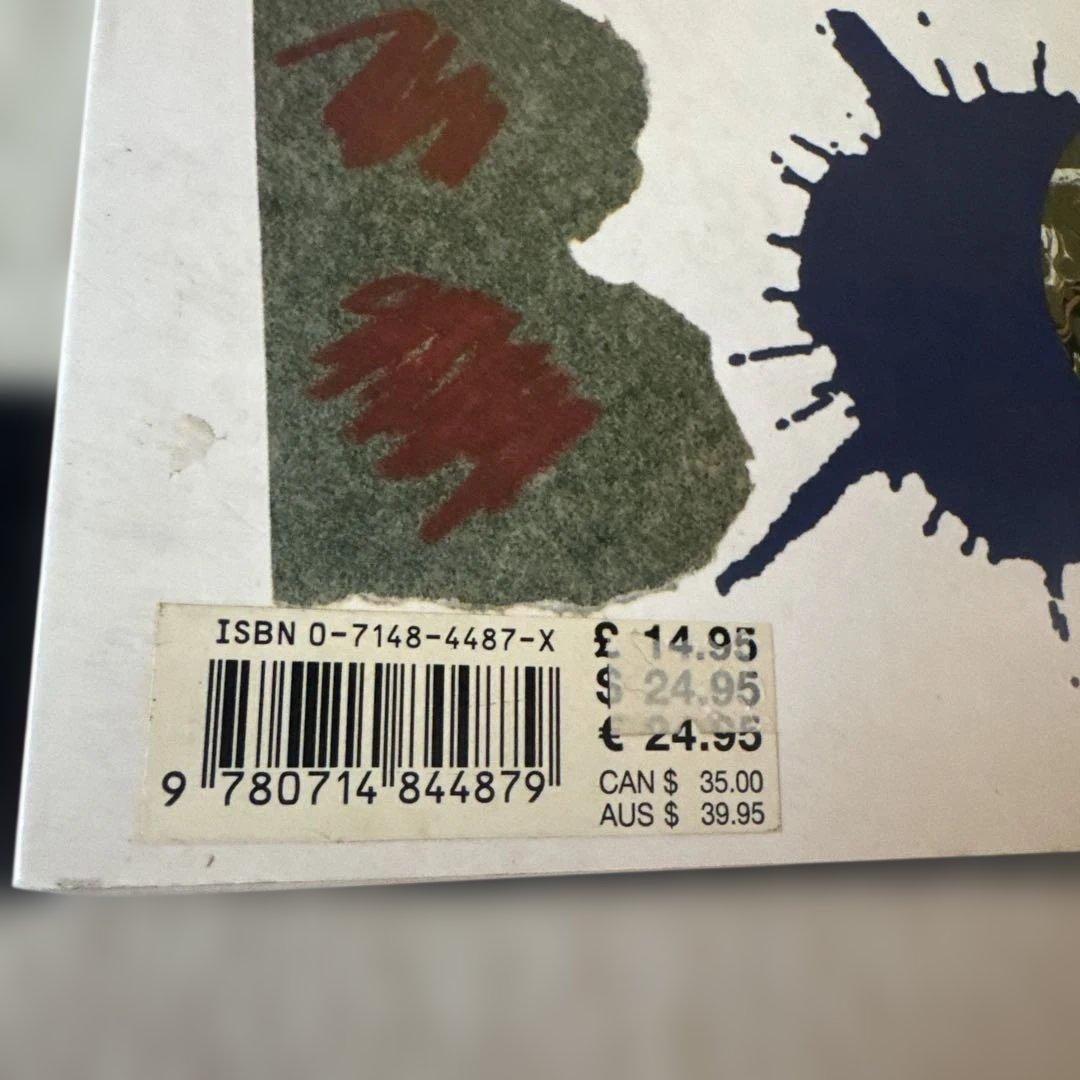 ISBN 0-7148-4487-X
9 780714 844879
£ 14.95
$ 24.95
€ 24.95
CAN $ 35.00
AUS $ 39.95